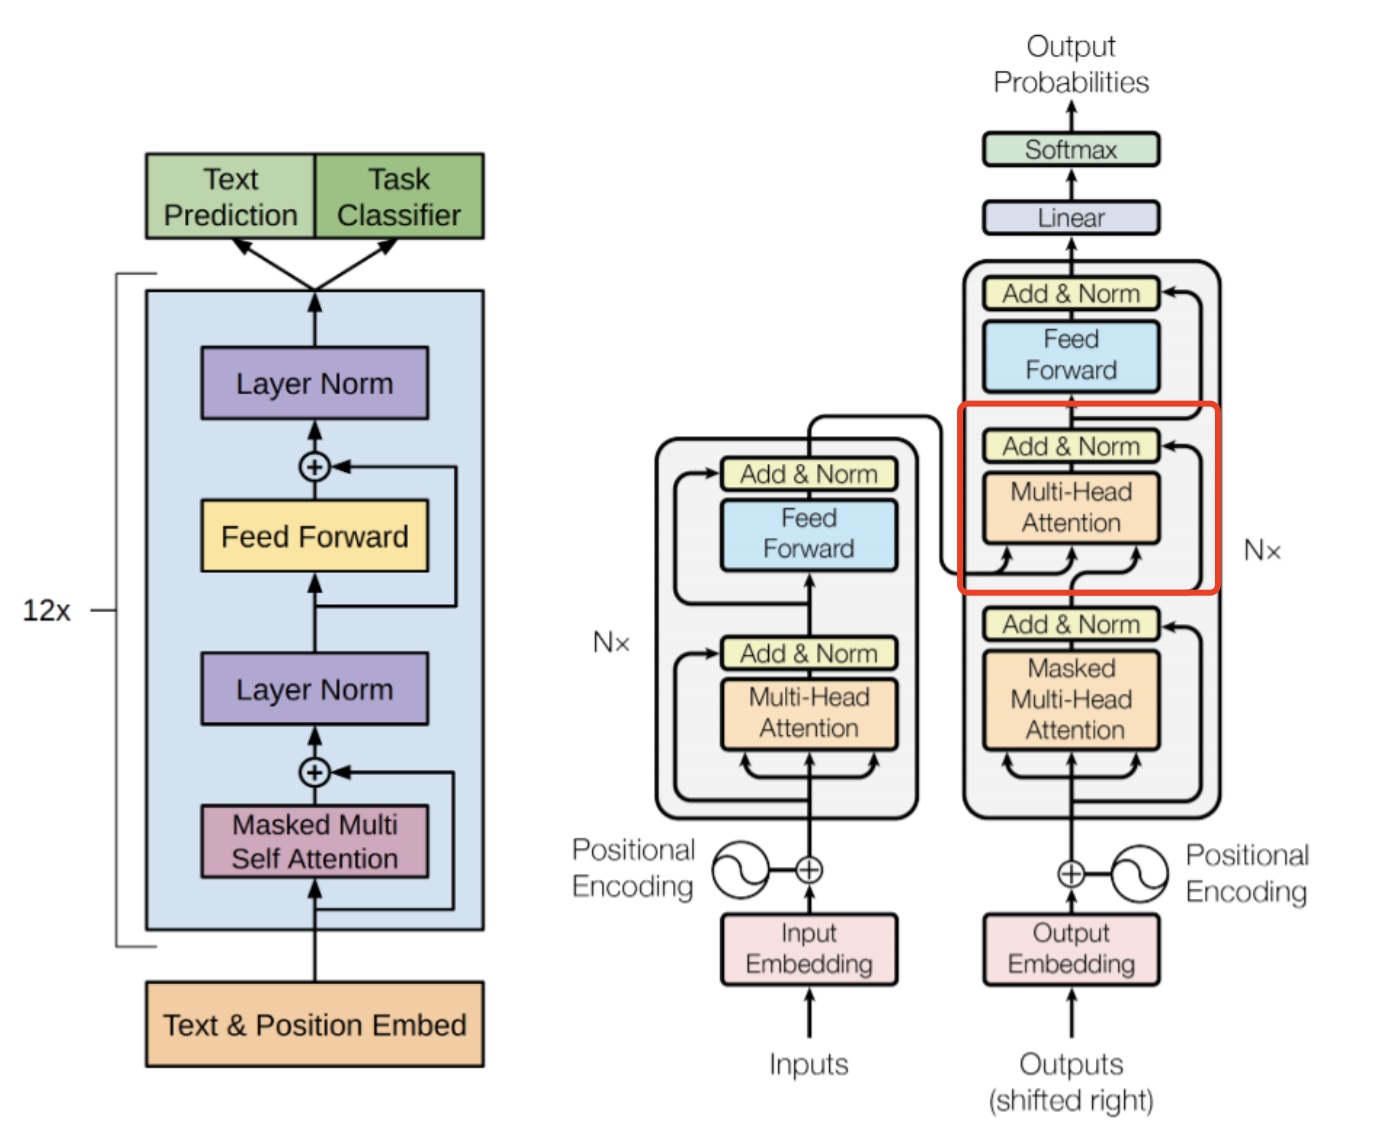 Text
Prediction
Task
Classifier
12x
Layer Norm
Feed Forward
Layer Norm
Masked Multi
Self Attention
Text & Position Embed
Output
Probabilities
Softmax
Linear
Add & Norm
Feed
Forward
Add & Norm
Multi-Head
Attention
N×
Add & Norm
Masked
Multi-Head
Attention
Positional
Encoding
Output
Embedding
Outputs
(shifted right)
Add & Norm
Feed
Forward
N×
Add & Norm
Multi-Head
Attention
Positional
Encoding
Input
Embedding
Inputs